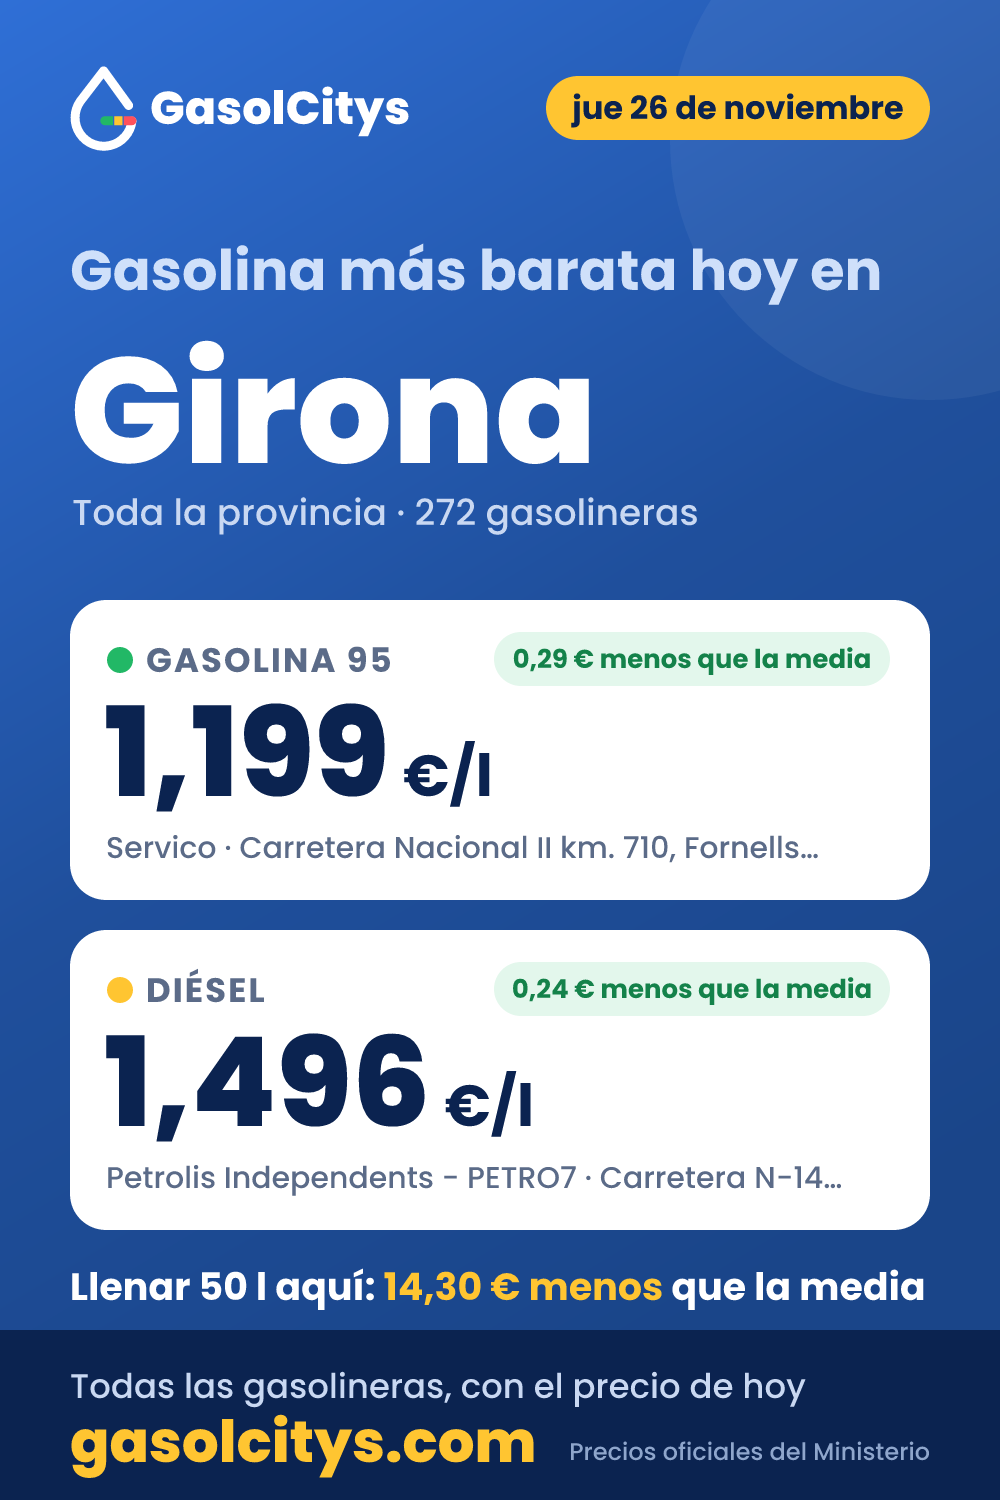 GasolCitys
jue 26 de noviembre
Gasolina más barata hoy en
Girona
Toda la provincia · 272 gasolineras
GASOLINA 95
0,29 € menos que la media
1,199 €/l
Servico · Carretera Nacional II km. 710, Fornells...
DIÉSEL
0,24 € menos que la media
1,496 €/l
Petrolis Independents - PETRO7 · Carretera N-14...
Llenar 50 l aquí: 14,30 € menos que la media
Todas las gasolineras, con el precio de hoy
gasolcitys.com
Precios oficiales del Ministerio